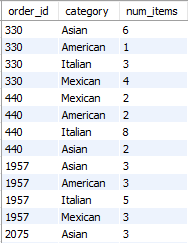 order_id category num_items
330 Asian 6
330 American 1
330 Italian 3
330 Mexican 4
440 Mexican 2
440 American 2
440 Italian 8
440 Asian 2
1957 Asian 3
1957 American 3
1957 Italian 5
1957 Mexican 3
2075 Asian 3